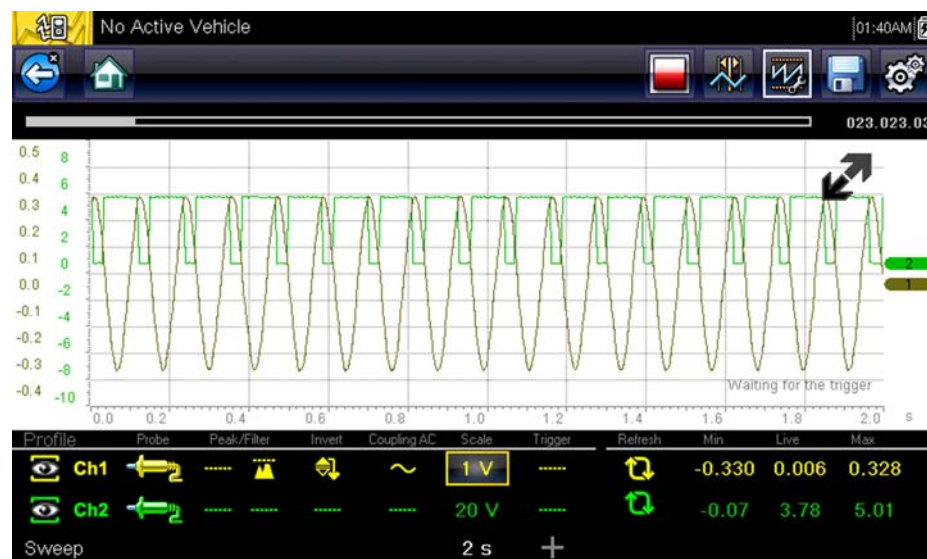 No Active Vehicle
01:40AM
023.023.03
0.5 8
0.4 6
0.3 4
0.2 2
0.1 0
0.0 -2
-0.1 -4
-0.2 -6
-0.3 -8
-0.4 -10
2
1
Waiting for the trigger
0.0 0.2 0.4 0.6 0.8 1.0 1.2 1.4 1.6 1.8 2.0 s
Profile Probe Peak/Filter Invert Coupling AC Scale Trigger Refresh Min Live Max
Ch1 ----- 1 V ----- -0.330 0.006 0.328
Ch2 ----- ----- ----- ----- 20 V ----- -0.07 3.78 5.01
Sweep 2 s +